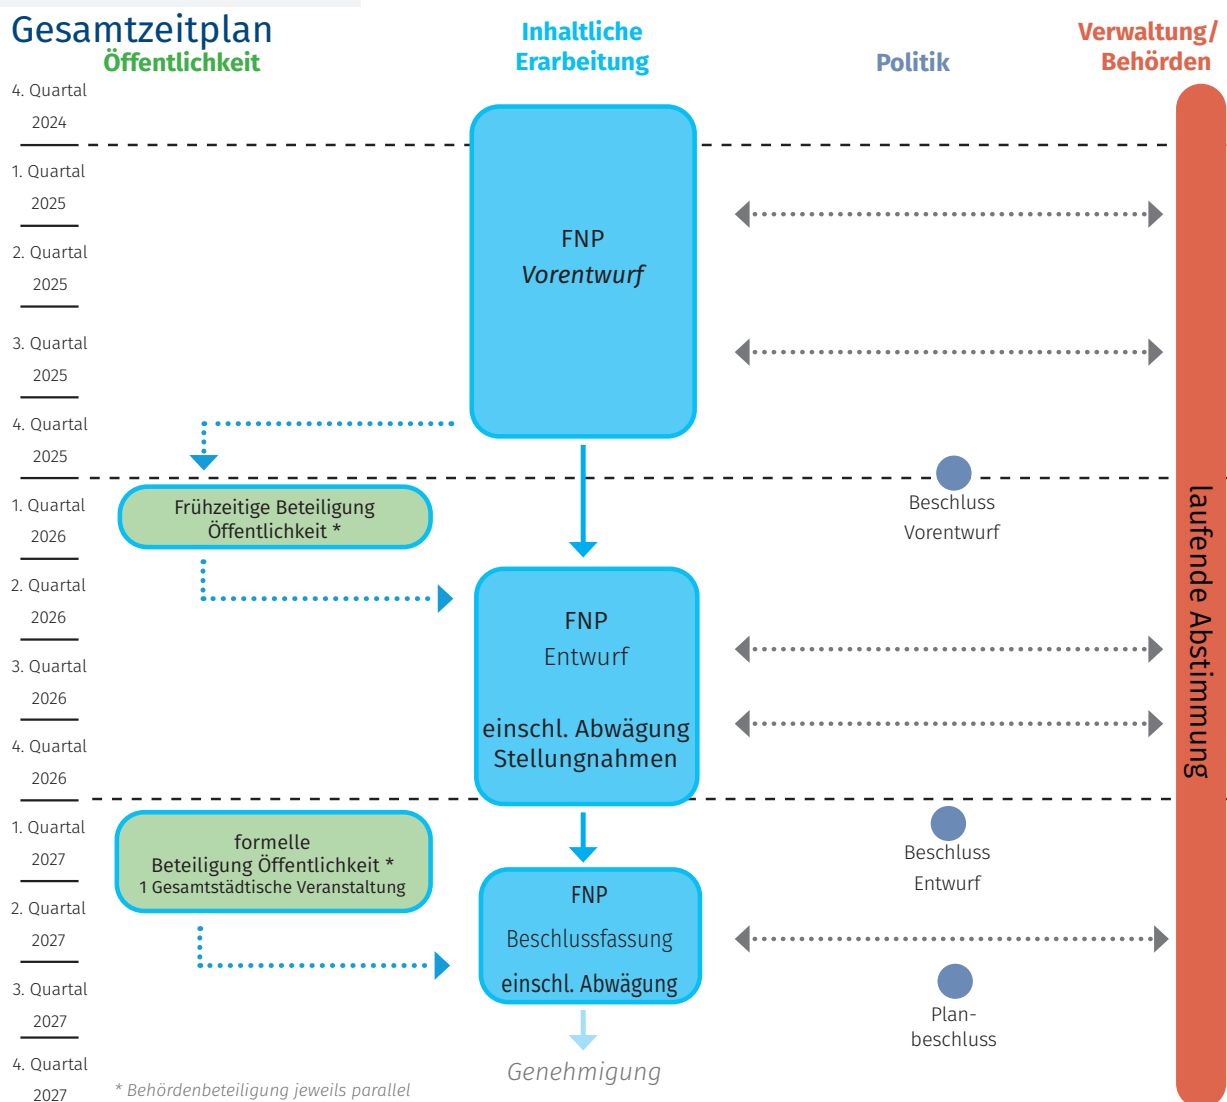 Gesamtzeitplan
Öffentlichkeit
Inhaltliche
Erarbeitung
Politik
Verwaltung/
Behörden
4. Quartal
2024
1. Quartal
2025
2. Quartal
2025
3. Quartal
2025
4. Quartal
2025
1. Quartal
2026
2. Quartal
2026
3. Quartal
2026
4. Quartal
2026
1. Quartal
2027
2. Quartal
2027
3. Quartal
2027
4. Quartal
2027
FNP
Vorentwurf
Frühzeitige Beteiligung
Öffentlichkeit *
Beschluss
Vorentwurf
FNP
Entwurf
einschl. Abwägung
Stellungnahmen
formelle
Beteiligung Öffentlichkeit *
1 Gesamtstädtische Veranstaltung
Beschluss
Entwurf
FNP
Beschlussfassung
einschl. Abwägung
Plan-
beschluss
Genehmigung
laufende Abstimmung
* Behördenbeteiligung jeweils parallel